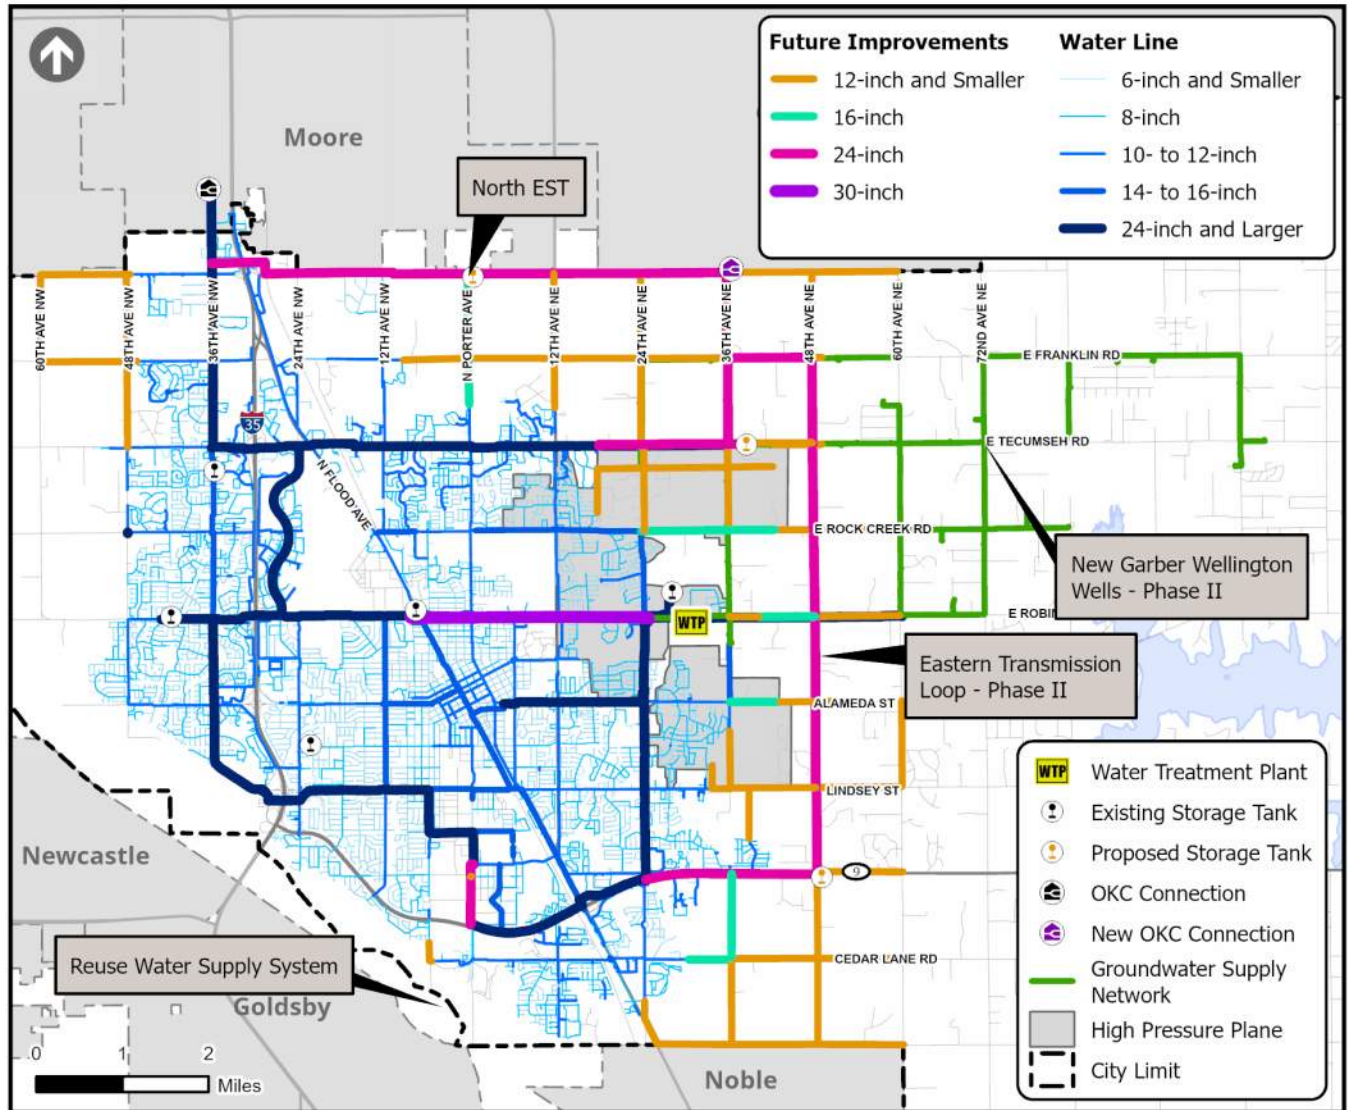 Future Improvements
12-inch and Smaller
16-inch
24-inch
30-inch
Water Line
6-inch and Smaller
8-inch
10- to 12-inch
14- to 16-inch
24-inch and Larger
Moore
North EST
60TH AVE NW
48TH AVE NW
36TH AVE NW
24TH AVE NW
12TH AVE NW
N PORTER AVE
12TH AVE NE
24TH AVE NE
36TH AVE NE
48TH AVE NE
60TH AVE NE
72ND AVE NE
E FRANKLIN RD
35
E TECUMSEH RD
N FLOOD AVE
E ROCK CREEK RD
New Garber Wellington
Wells - Phase II
WTP
E ROBIN
Eastern Transmission
Loop - Phase II
ALAMEDA ST
LINDSEY ST
Newcastle
9
CEDAR LANE RD
Reuse Water Supply System
Goldsby
Noble
0 1 2
Miles
WTP
Water Treatment Plant
Existing Storage Tank
Proposed Storage Tank
OKC Connection
New OKC Connection
Groundwater Supply
Network
High Pressure Plane
City Limit